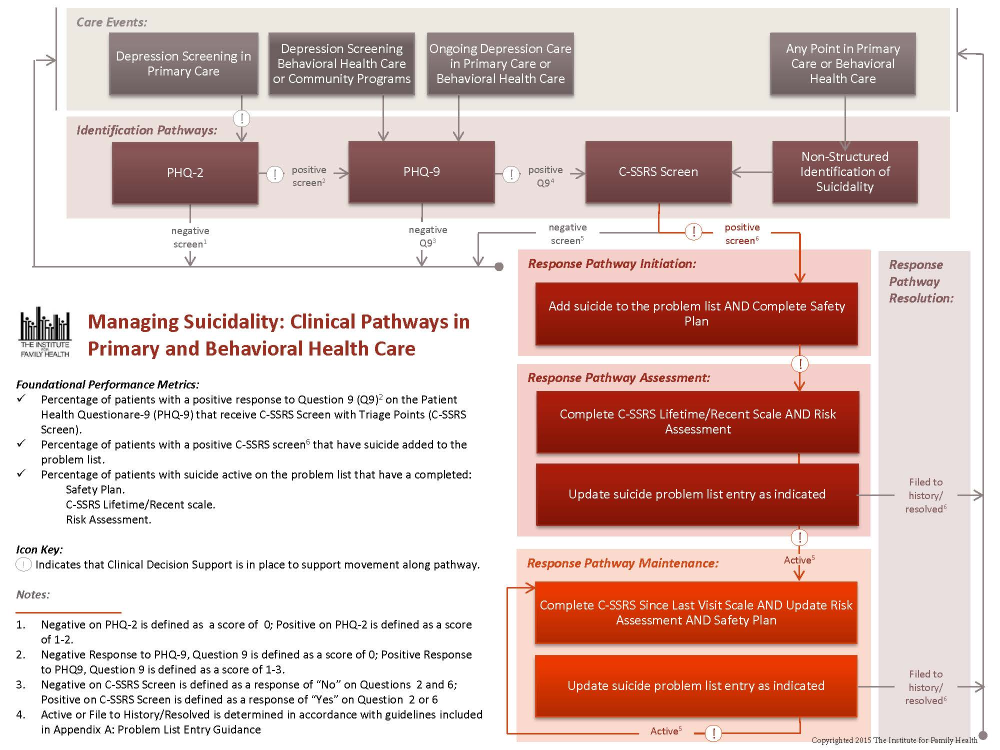 Care Events:
Depression Screening in
Primary Care
Depression Screening
Behavioral Health Care
or Community Programs
Ongoing Depression Care
in Primary Care or
Behavioral Health Care
Any Point in Primary
Care or Behavioral
Health Care
!
Identification Pathways:
PHQ-2
!
positive
screen2
PHQ-9
!
positive
Q94
C-SSRS Screen
Non-Structured
Identification of
Suicidality
negative
screen1
negative
Q93
negative
screen5
!
positive
screen6
Response Pathway Initiation:
Add suicide to the problem list AND Complete Safety
Plan
!
Response Pathway Assessment:
Complete C-SSRS Lifetime/Recent Scale AND Risk
Assessment
Update suicide problem list entry as indicated
!
Active5
Response Pathway Maintenance:
Complete C-SSRS Since Last Visit Scale AND Update Risk
Assessment AND Safety Plan
Update suicide problem list entry as indicated
Active5
!
Response
Pathway
Resolution:
Filed to
history/
resolved6
Filed to
history/
resolved6
THE INSTITUTE
FOR
FAMILY HEALTH
Managing Suicidality: Clinical Pathways in
Primary and Behavioral Health Care
Foundational Performance Metrics:
✓ Percentage of patients with a positive response to Question 9 (Q9)2 on the Patient
Health Questionare-9 (PHQ-9) that receive C-SSRS Screen with Triage Points (C-SSRS
Screen).
✓ Percentage of patients with a positive C-SSRS screen6 that have suicide added to the
problem list.
✓ Percentage of patients with suicide active on the problem list that have a completed:
Safety Plan.
C-SSRS Lifetime/Recent scale.
Risk Assessment.
Icon Key:
! Indicates that Clinical Decision Support is in place to support movement along pathway.
Notes:
1. Negative on PHQ-2 is defined as a score of 0; Positive on PHQ-2 is defined as a score
of 1-2.
2. Negative Response to PHQ-9, Question 9 is defined as a score of 0; Positive Response
to PHQ9, Question 9 is defined as a score of 1-3.
3. Negative on C-SSRS Screen is defined as a response of “No” on Questions 2 and 6;
Positive on C-SSRS Screen is defined as a response of “Yes” on Question 2 or 6
4. Active or File to History/Resolved is determined in accordance with guidelines included
in Appendix A: Problem List Entry Guidance
Copyrighted 2015 The Institute for Family Health